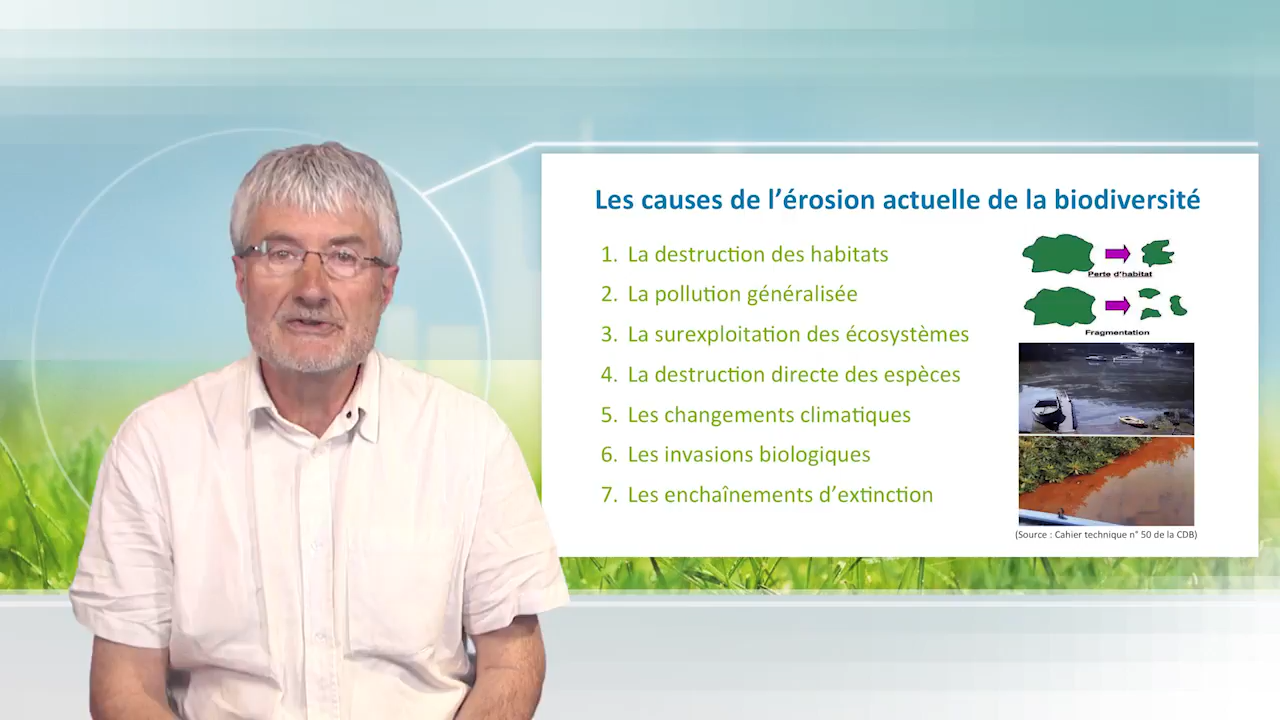 Les causes de l'érosion actuelle de la biodiversité
1. La destruction des habitats
2. La pollution généralisée
3. La surexploitation des écosystèmes
4. La destruction directe des espèces
5. Les changements climatiques
6. Les invasions biologiques
7. Les enchaînements d'extinction
Perte d'habitat
Fragmentation
(Source : Cahier technique n° 50 de la CDB)